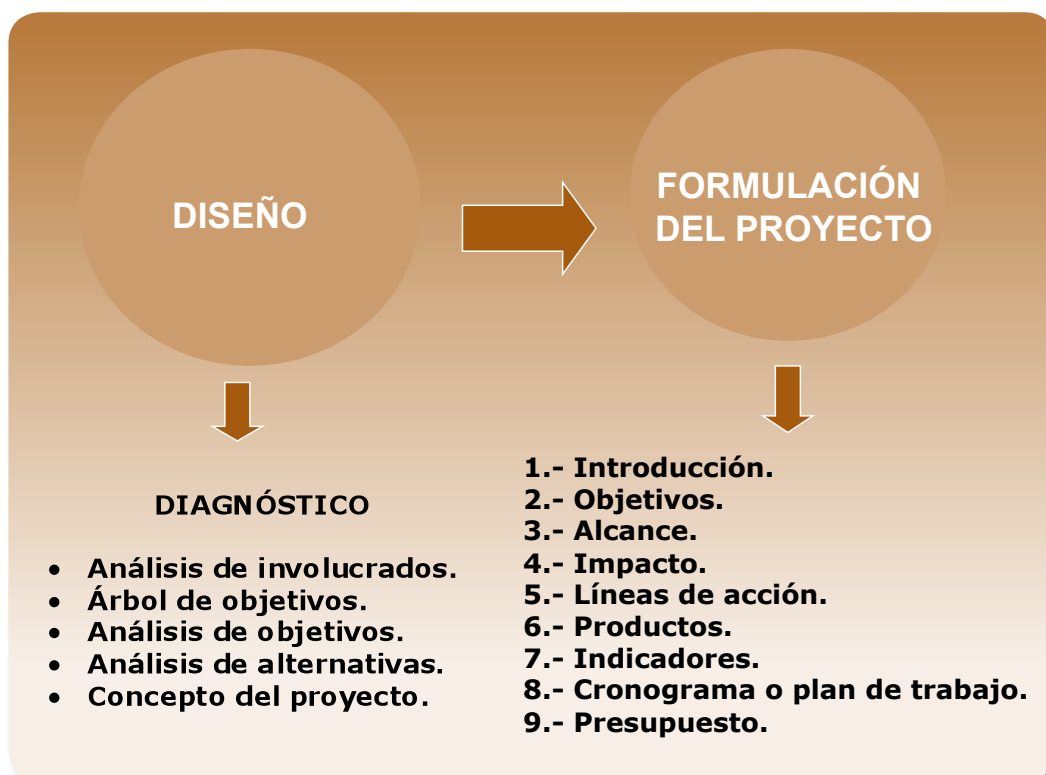 DISEÑO
FORMULACIÓN
DEL PROYECTO
DIAGNÓSTICO
• Análisis de involucrados.
• Árbol de objetivos.
• Análisis de objetivos.
• Análisis de alternativas.
• Concepto del proyecto.
1.- Introducción.
2.- Objetivos.
3.- Alcance.
4.- Impacto.
5.- Líneas de acción.
6.- Productos.
7.- Indicadores.
8.- Cronograma o plan de trabajo.
9.- Presupuesto.